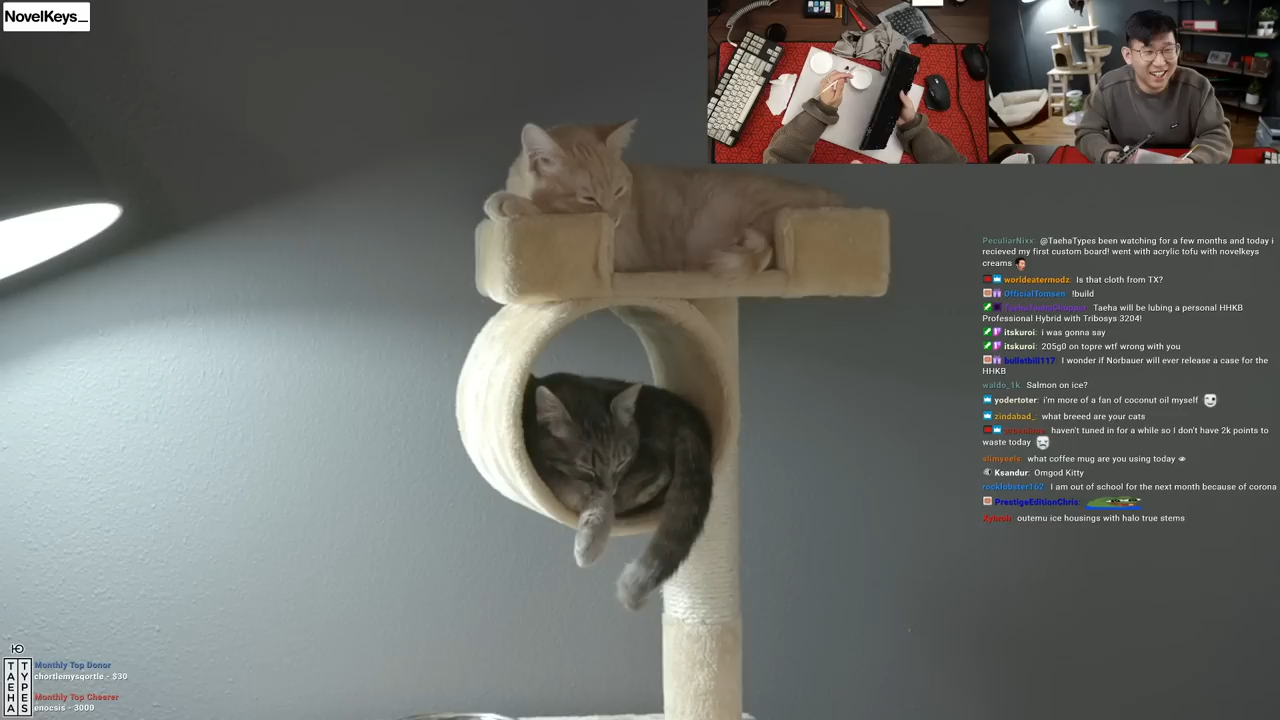 NovelKeys_
PeculiarNixx: @TaehaTypes been watching for a few months and today i
recieved my first custom board! went with acrylic tofu with novelkeys
creams
worldeatermodz: Is that cloth from TX?
OfficialTomsen: !build
Taeha will be lubing a personal HHKB
Professional Hybrid with Tribosys 3204!
itskuroi: i was gonna say
itskuroi: 205g0 on topre wtf wrong with you
bulletbill117: I wonder if Norbauer will ever release a case for the
HHKB
waldo_1k: Salmon on ice?
yodertoter: i'm more of a fan of coconut oil myself
zindabad_: what breeed are your cats
haven't tuned in for a while so I don't have 2k points to
waste today
slimyeels: what coffee mug are you using today
Ksandur: Omgod Kitty
rocklobster162: I am out of school for the next month because of corona
PrestigeEditionChris:
outemu ice housings with halo true stems
TAEHA
TYPES
Monthly Top Donor
chortlemysqortle - $30
Monthly Top Cheerer
enocsis - 3000